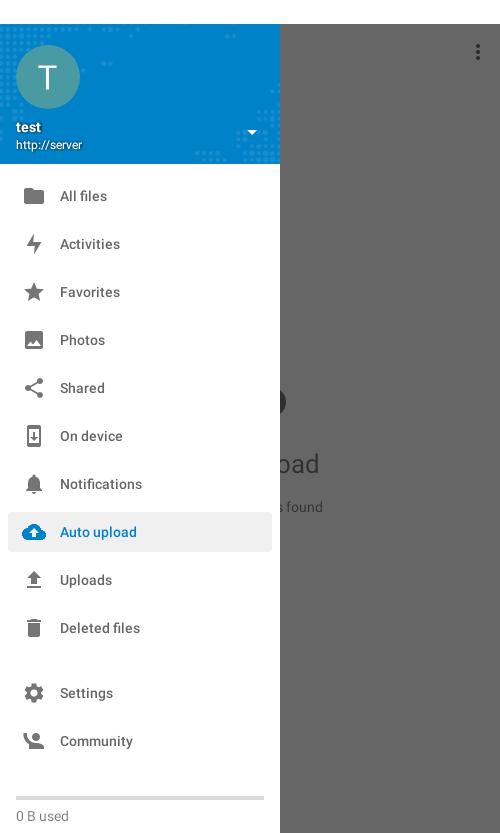 T
test
http://server
All files
Activities
Favorites
Photos
Shared
On device
Notifications
Auto upload
Uploads
Deleted files
Settings
Community
0 B used
oad
found